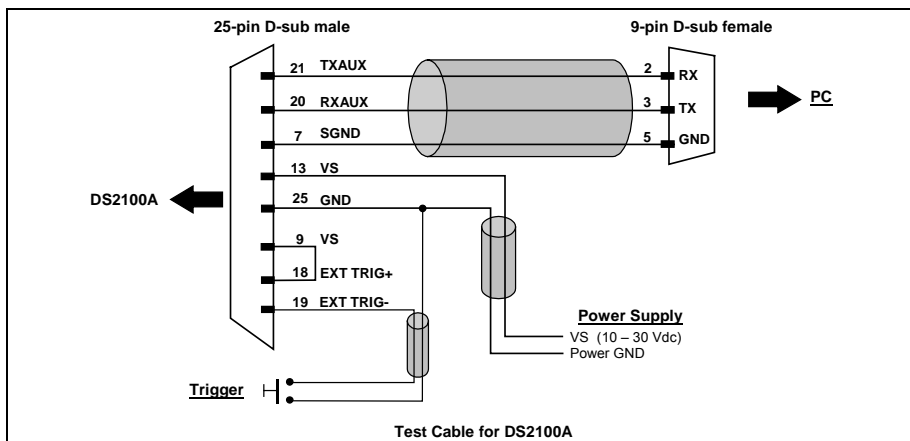 25-pin D-sub male
9-pin D-sub female
21 TXAUX
2 RX
20 RXAUX
3 TX
PC
7 SGND
5 GND
13 VS
DS2100A
25 GND
9 VS
18 EXT TRIG+
19 EXT TRIG-
Power Supply
VS (10 – 30 Vdc)
Power GND
Trigger
Test Cable for DS2100A